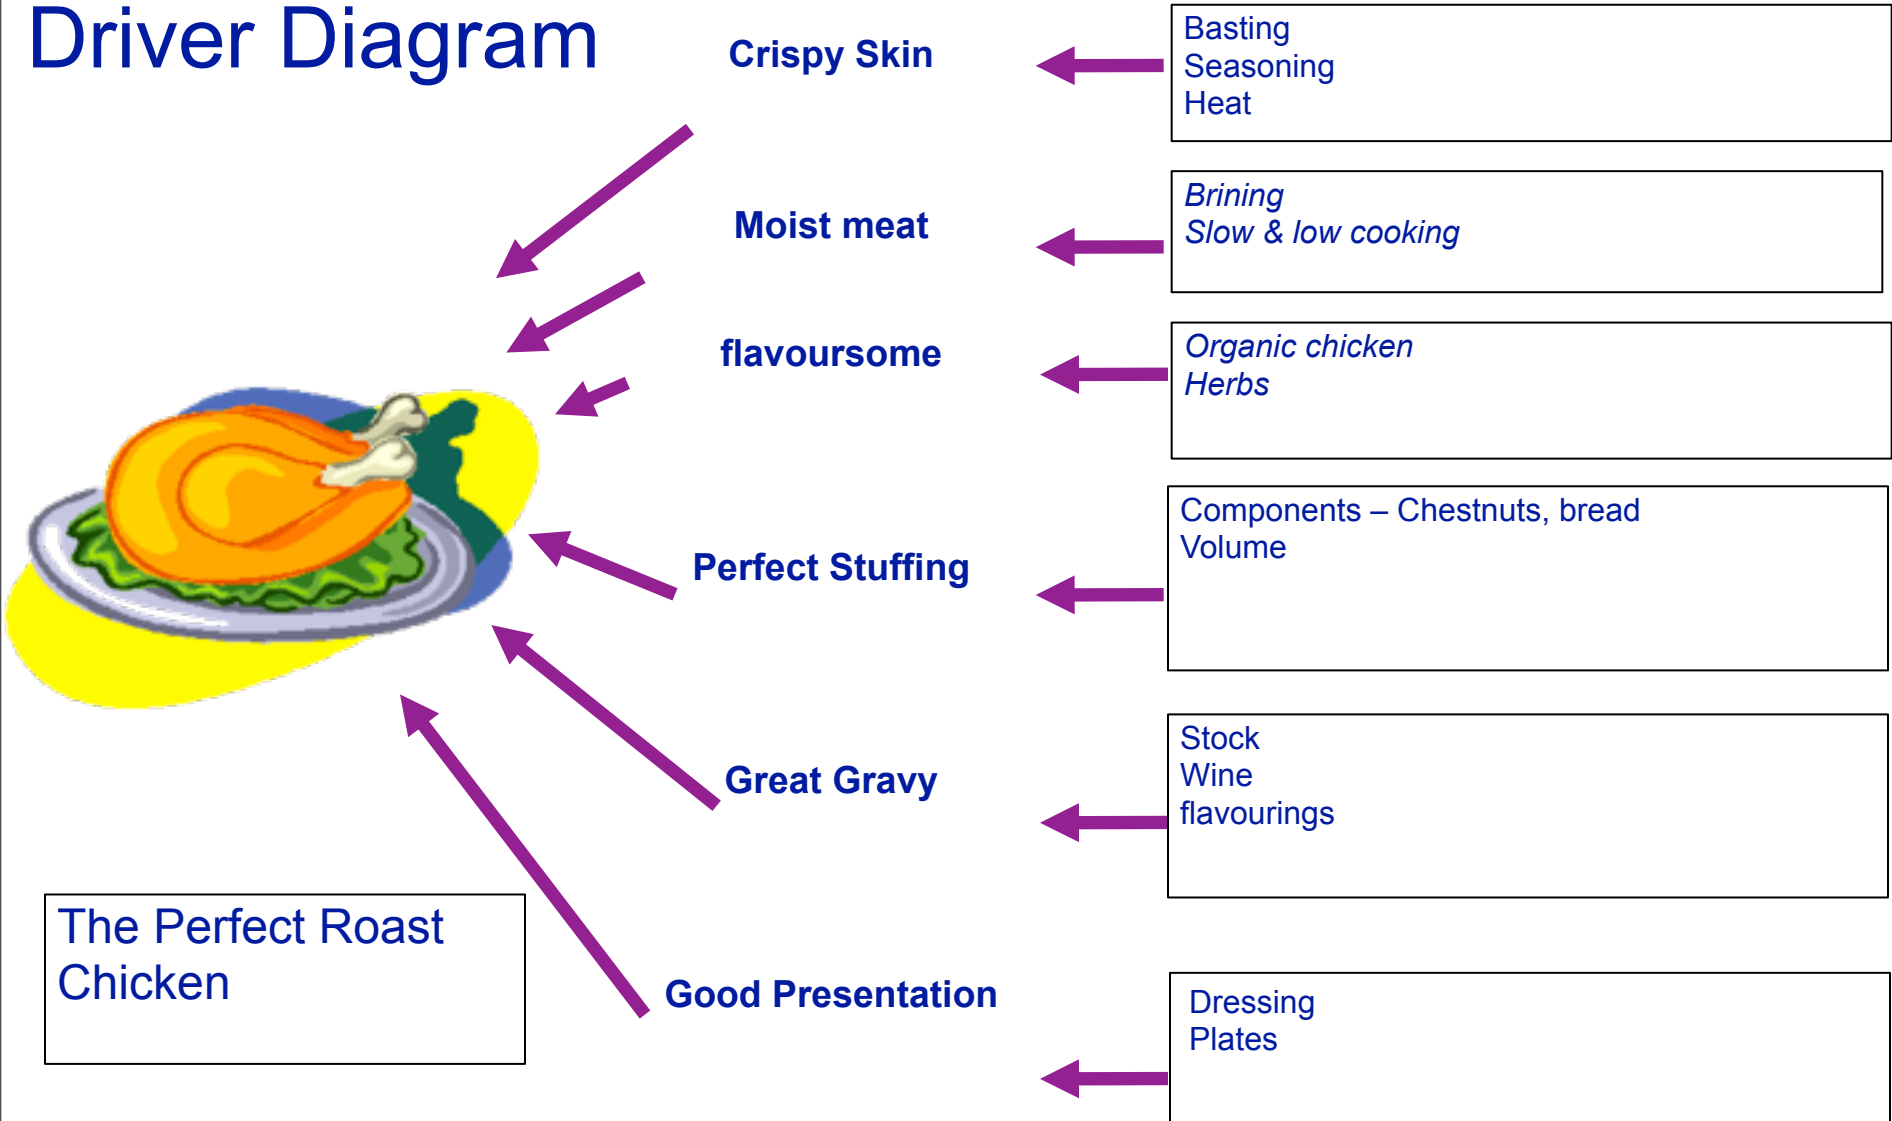 Driver Diagram
Crispy Skin
Basting
Seasoning
Heat
Moist meat
Brining
Slow & low cooking
flavoursome
Organic chicken
Herbs
Perfect Stuffing
Components – Chestnuts, bread
Volume
Great Gravy
Stock
Wine
flavourings
The Perfect Roast
Chicken
Good Presentation
Dressing
Plates